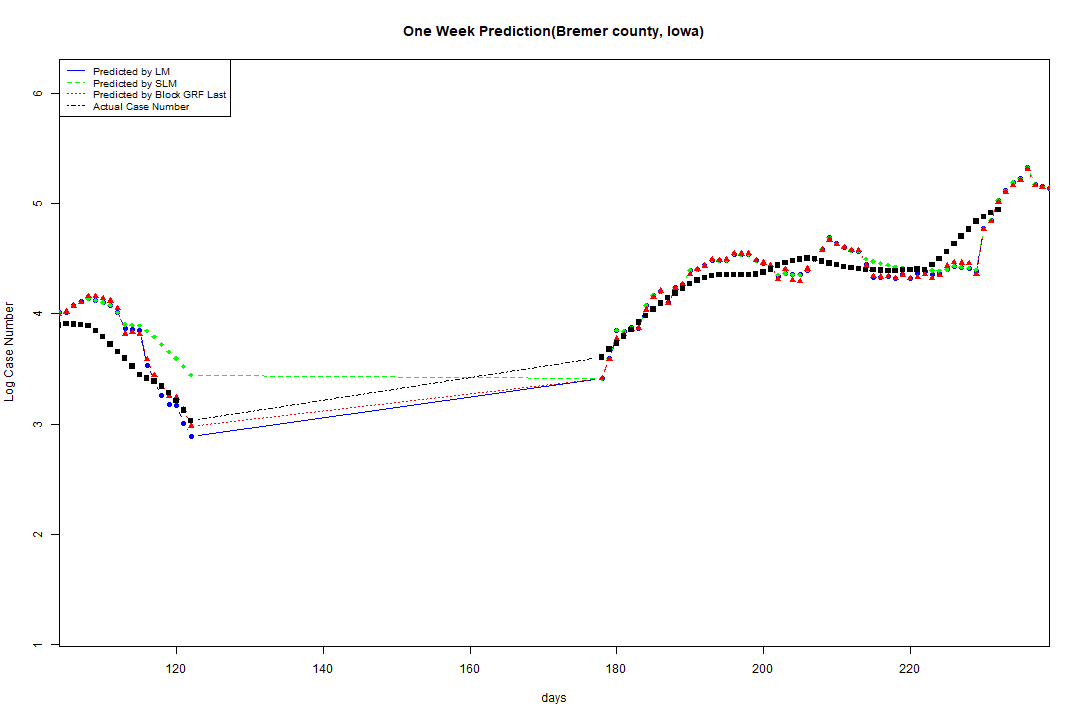 One Week Prediction(Bremer county, Iowa)
Predicted by LM
Predicted by SLM
Predicted by Block GRF Last
Actual Case Number
6
5
4
3
2
1
Log Case Number
120 140 160 180 200 220
days